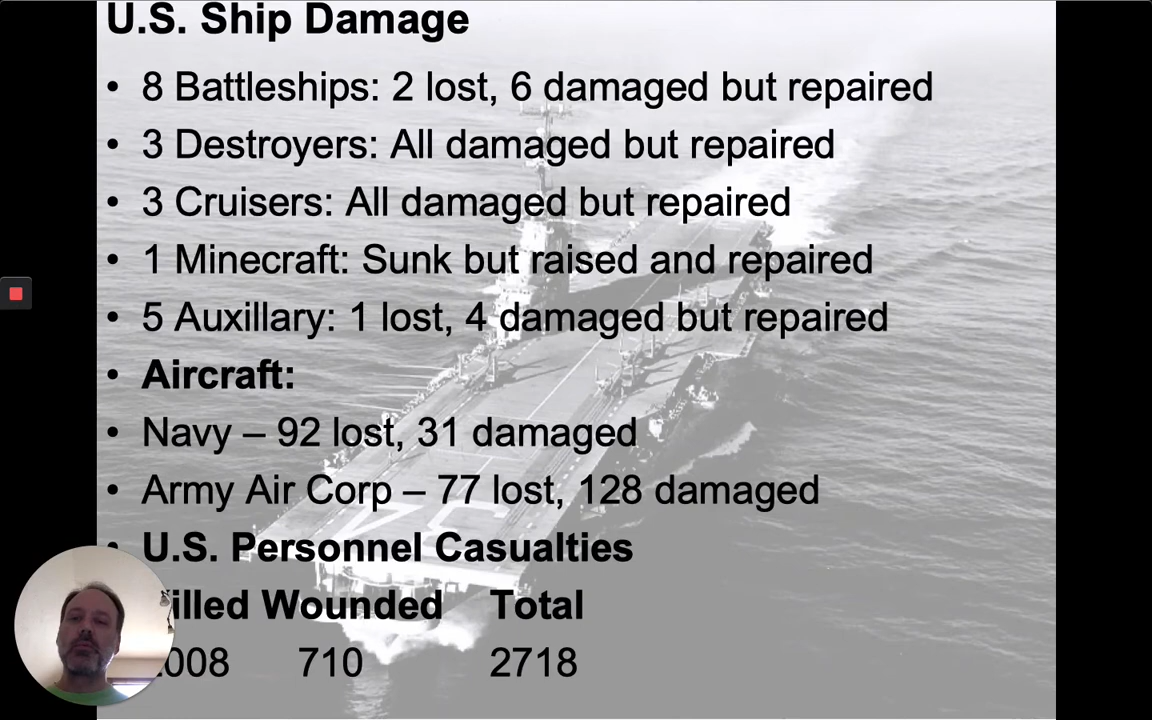 U.S. Ship Damage
• 8 Battleships: 2 lost, 6 damaged but repaired
• 3 Destroyers: All damaged but repaired
• 3 Cruisers: All damaged but repaired
• 1 Minecraft: Sunk but raised and repaired
• 5 Auxillary: 1 lost, 4 damaged but repaired
• Aircraft:
• Navy – 92 lost, 31 damaged
• Army Air Corp – 77 lost, 128 damaged
• U.S. Personnel Casualties
Wounded Total
710 2718